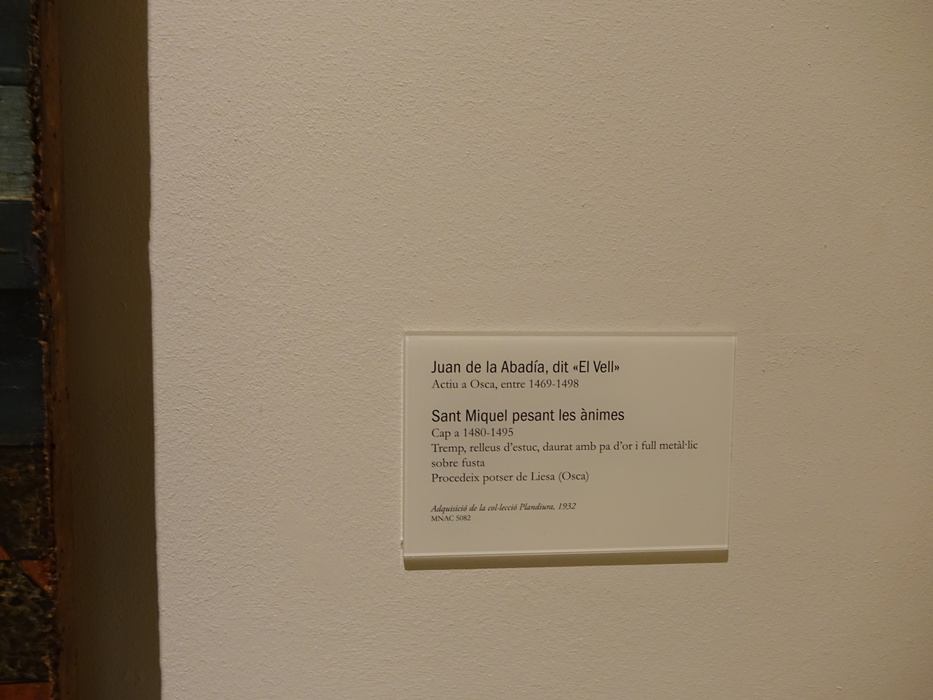 Juan de la Abadía, dit «El Vell»
Actiu a Osca, entre 1469-1498
Sant Miquel pesant les ànimes
Cap a 1480-1495
Tremp, relleus d'estuc, daurat amb pa d'or i full metàl·lic
sobre fusta
Procedeix potser de Liesa (Osca)
Adquisició de la col·lecció Plandiura, 1932
MNAC 5082